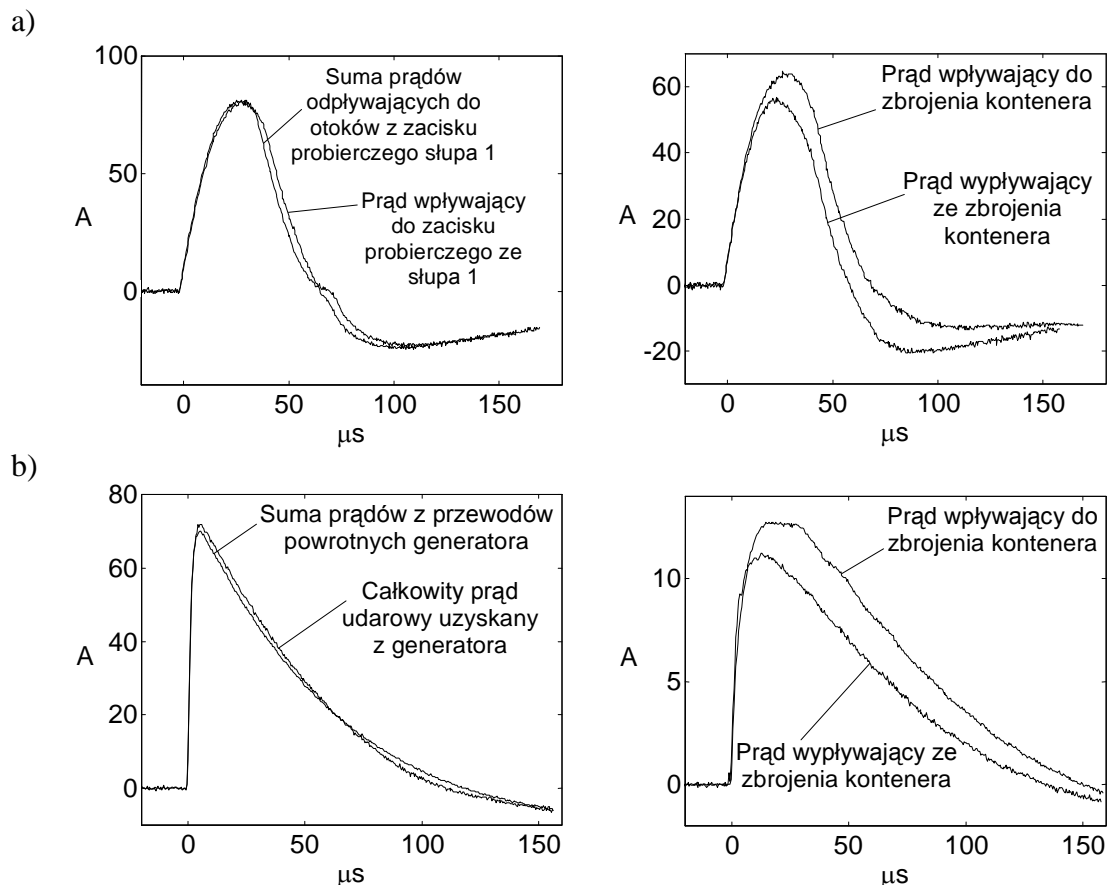 a)
100
50
0
A
0
50
100
150
μs
Suma prądów
odpływających do
otoków z zacisku
probierczego słupa 1
Prąd wpływający
do zacisku
probierczego ze
słupa 1
60
40
20
0
-20
A
0
50
100
150
μs
Prąd wpływający do
zbrojenia kontenera
Prąd wypływający
ze zbrojenia
kontenera
b)
80
60
40
20
0
A
0
50
100
150
μs
Suma prądów z przewodów
powrotnych generatora
Całkowity prąd
udarowy uzyskany
z generatora
10
5
0
A
0
50
100
150
μs
Prąd wpływający do
zbrojenia kontenera
Prąd wypływający ze
zbrojenia kontenera